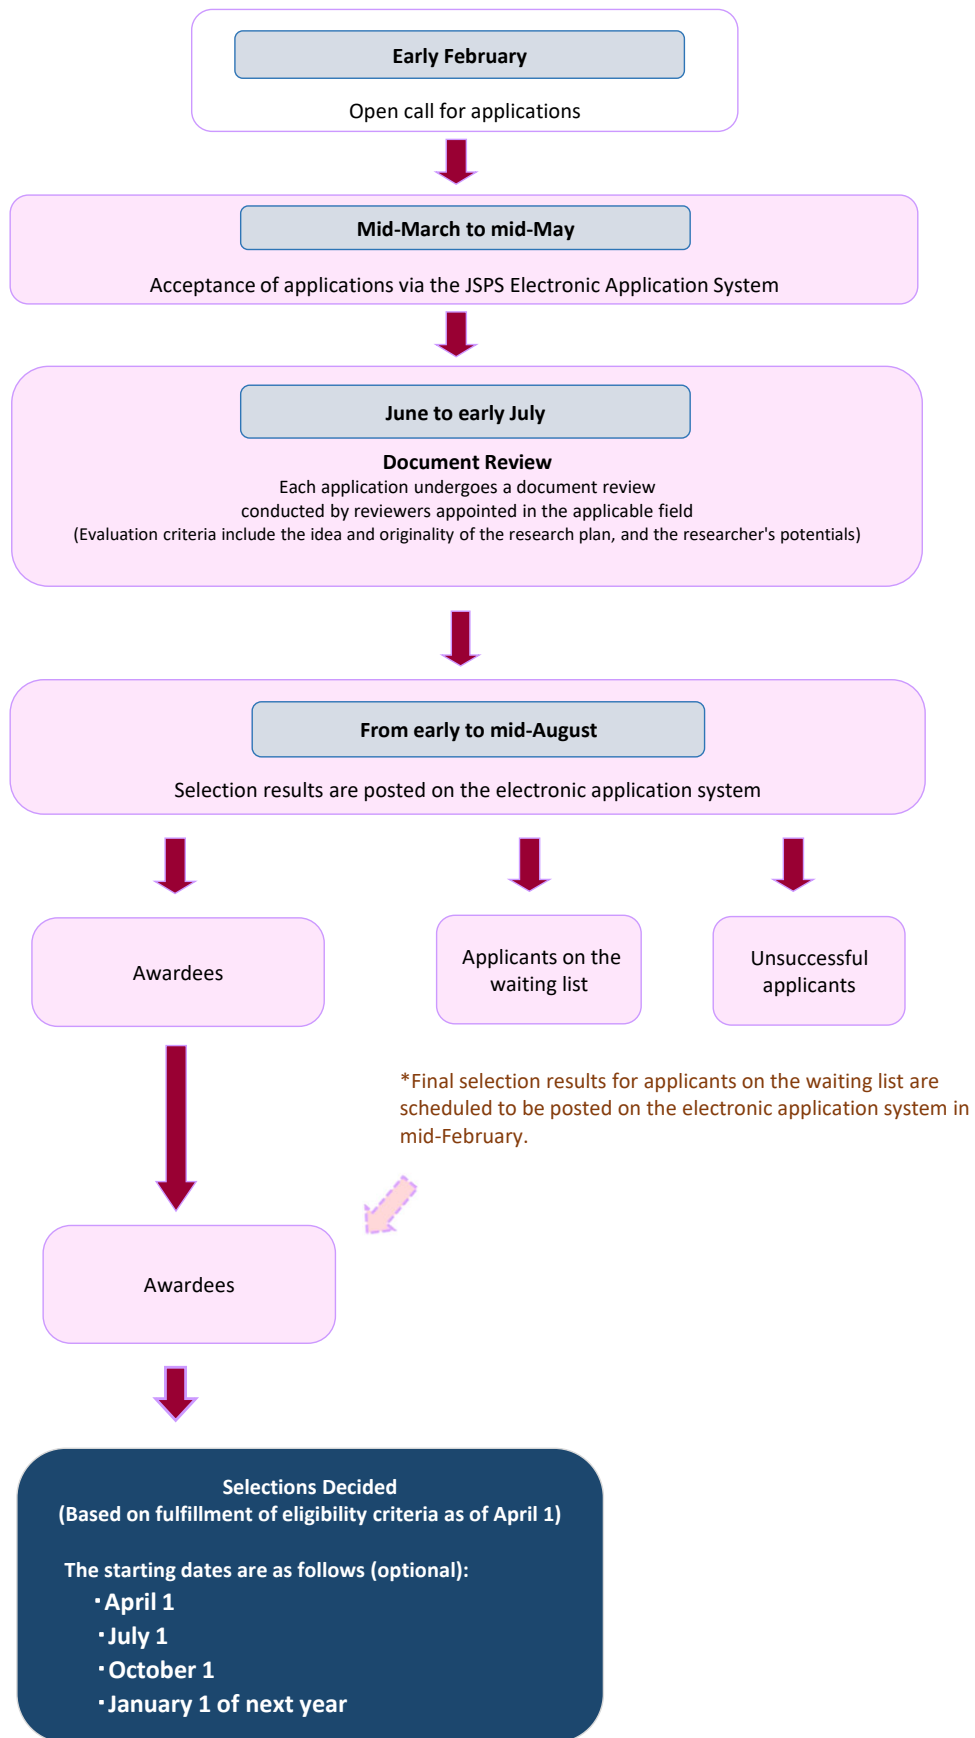 Early February
Open call for applications
Mid-March to mid-May
Acceptance of applications via the JSPS Electronic Application System
June to early July
Document Review
Each application undergoes a document review
conducted by reviewers appointed in the applicable field
(Evaluation criteria include the idea and originality of the research plan, and the researcher's potentials)
From early to mid-August
Selection results are posted on the electronic application system
Awardees
Applicants on the
waiting list
Unsuccessful
applicants
*Final selection results for applicants on the waiting list are
scheduled to be posted on the electronic application system in
mid-February.
Awardees
Selections Decided
(Based on fulfillment of eligibility criteria as of April 1)
The starting dates are as follows (optional):
・April 1
・July 1
・October 1
・January 1 of next year